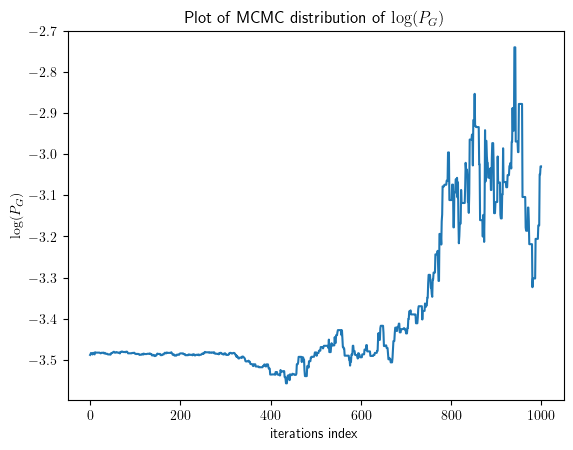 Plot of MCMC distribution of log(P_G)
−2.7
−2.8
−2.9
−3.0
−3.1
−3.2
−3.3
−3.4
−3.5
log(P_G)
0 200 400 600 800 1000
iterations index